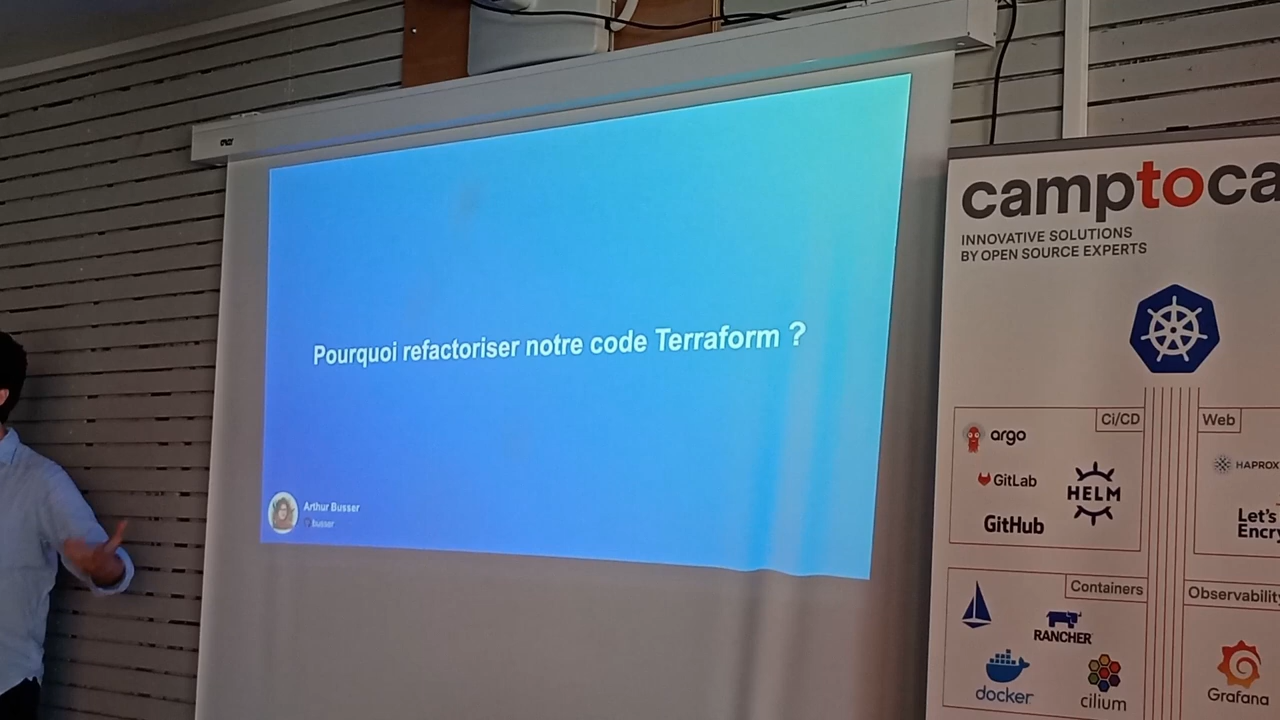 Pourquoi refactoriser notre code Terraform ?
Arthur Busser
busser
camptoca
INNOVATIVE SOLUTIONS
BY OPEN SOURCE EXPERTS
Ci/CD
argo
GitLab
HELM
GitHub
Web
HAPROX
Let's
Encry
Containers
RANCHER
docker
cilium
Observability
Grafana